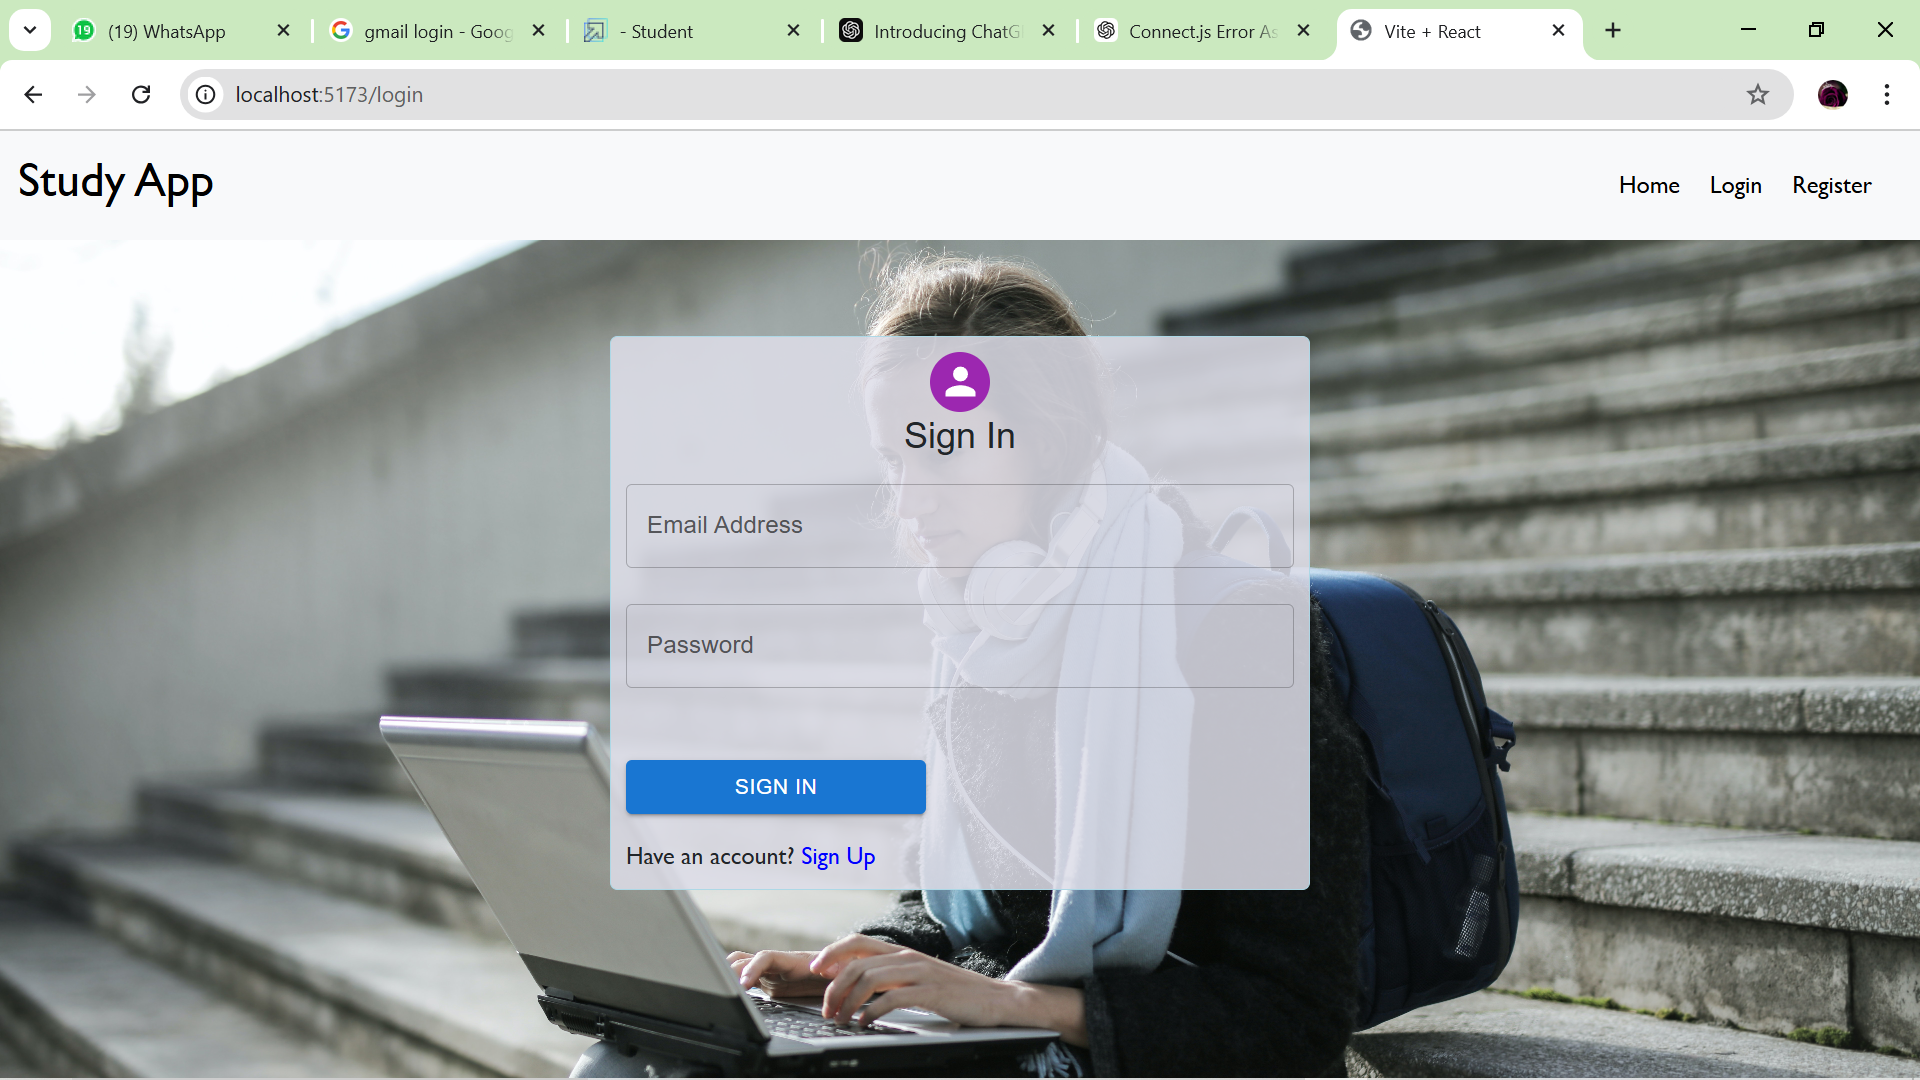 (19) WhatsApp
gmail login - Goog
- Student
Introducing ChatG
Connect.js Error As
Vite + React
localhost:5173/login
Study App
Home
Login
Register
Sign In
Email Address
Password
SIGN IN
Have an account? Sign Up